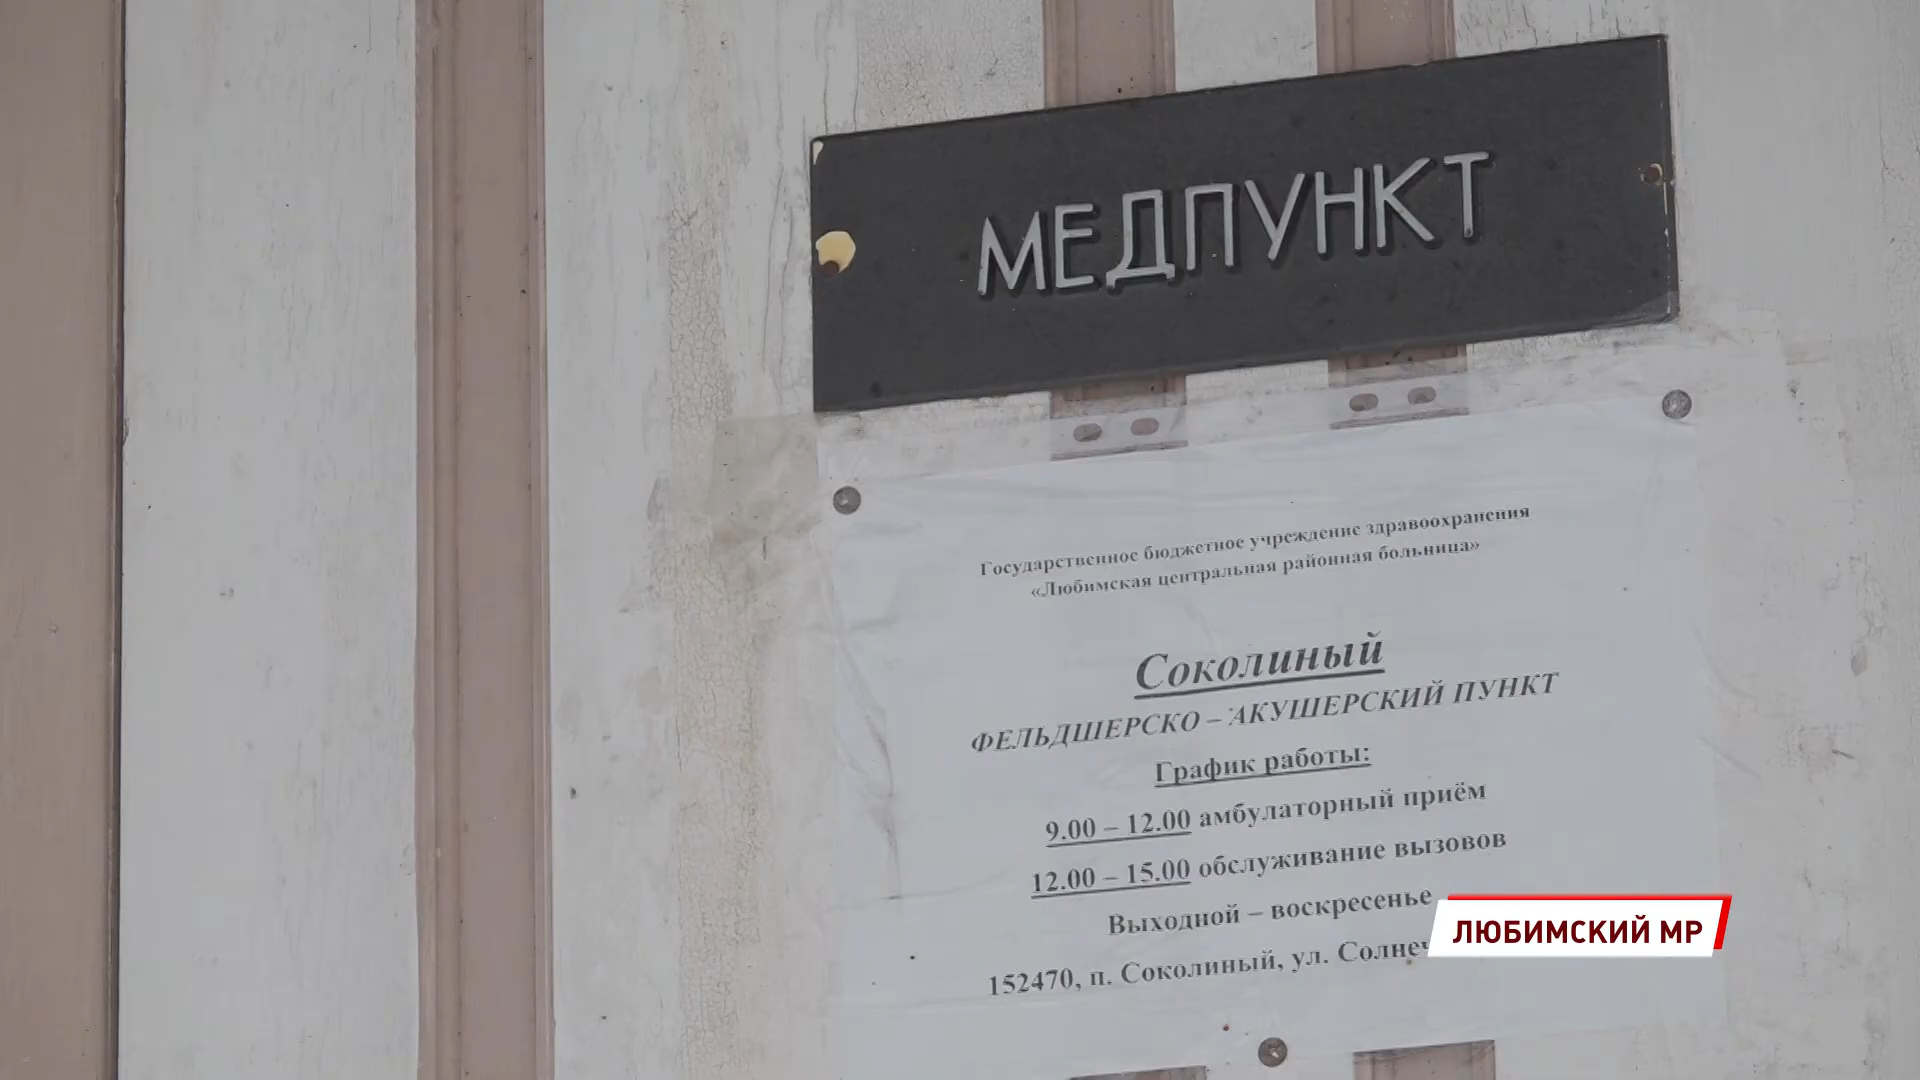 МЕДПУНКТ
Государственное бюджетное учреждение здравоохранения
«Любимская центральная районная больница»
Соколиный
ФЕЛЬДШЕРСКО – АКУШЕРСКИЙ ПУНКТ
График работы:
9.00 – 12.00 амбулаторный приём
12.00 – 15.00 обслуживание вызовов
Выходной – воскресенье
152470, п. Соколиный, ул.
ЛЮБИМСКИЙ МР